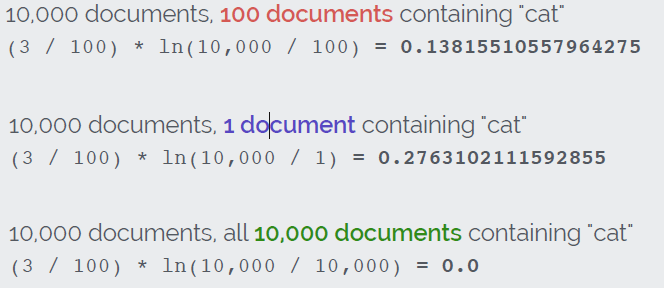 10,000 documents, 100 documents containing "cat"
(3 / 100) * ln(10,000 / 100) = 0.13815510557964275
10,000 documents, 1 document containing "cat"
(3 / 100) * ln(10,000 / 1) = 0.2763102111592855
10,000 documents, all 10,000 documents containing "cat"
(3 / 100) * ln(10,000 / 10,000) = 0.0